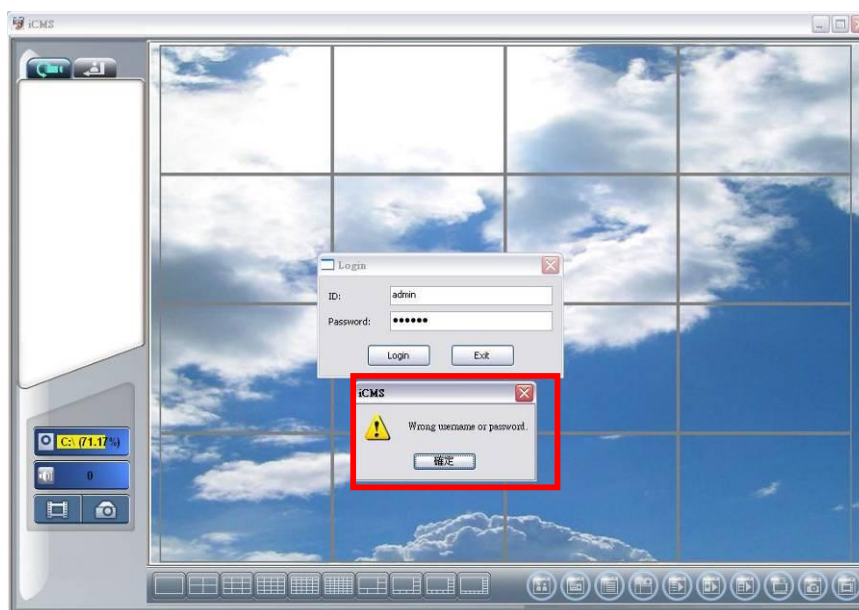 iCMS
Login
ID:
admin
Password:
Login
Exit
iCMS
Wrong username or password.
確定
C:\ (71.17%)
0